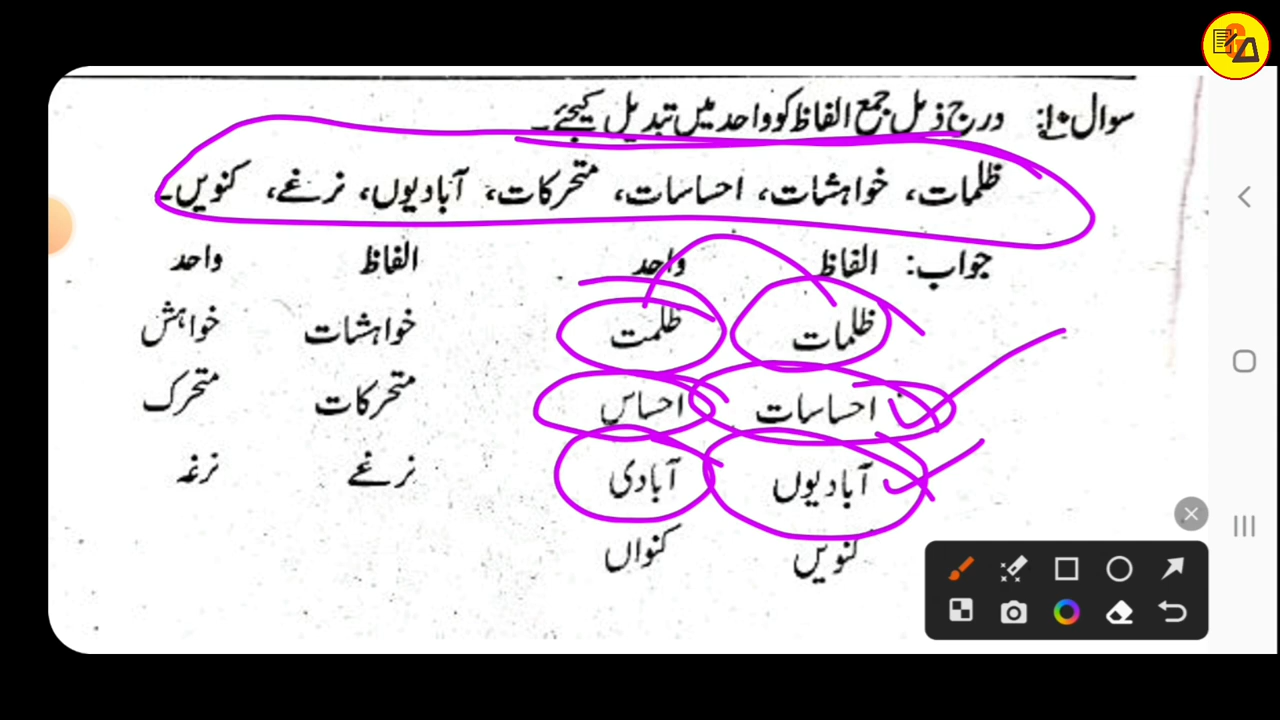 سوال ۱۰: درج ذیل جمع الفاظ کو واحد میں تبدیل کیجئے۔
ظلمات، خواہشات، احساسات، متحرکات، آبادیوں، نرغے، کنویں۔
جواب: الفاظ واحد الفاظ واحد
ظلمات ظلمت خواہشات خواہش
احساسات احساس متحرکات متحرک
آبادیوں آبادی نرغے نرغہ
کنویں کنواں